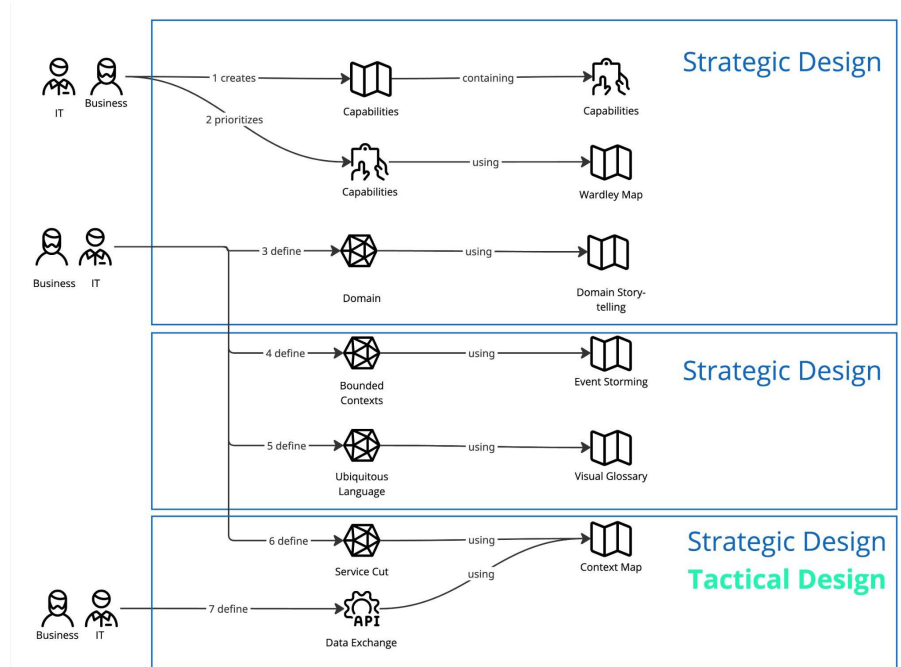 Strategic Design
1 creates
containing
IT
Business
Capabilities
Capabilities
2 prioritizes
using
Capabilities
Wardley Map
3 define
using
Business
IT
Domain
Domain Story-
telling
Strategic Design
4 define
using
Bounded
Contexts
Event Storming
5 define
using
Ubiquitous
Language
Visual Glossary
Strategic Design
Tactical Design
6 define
using
Service Cut
Context Map
using
7 define
API
Business
IT
Data Exchange